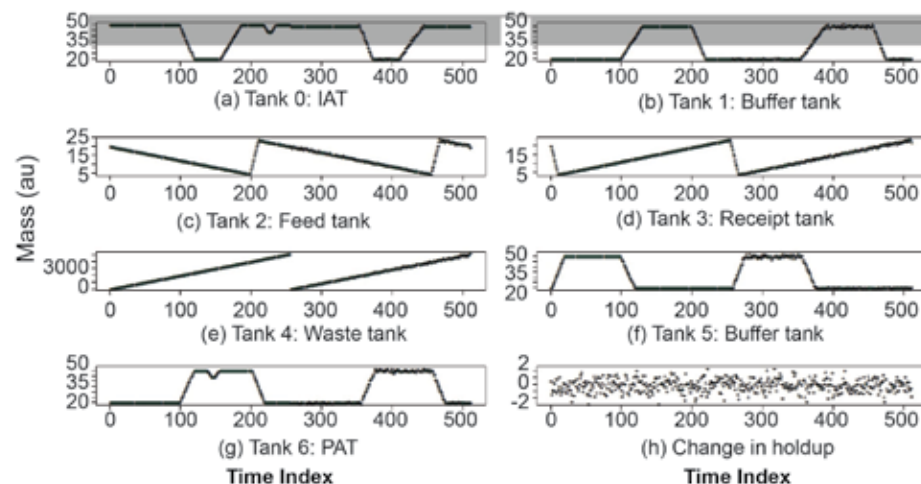 50
35
20
0 100 200 300 400 500
(a) Tank 0: IAT
50
35
20
0 100 200 300 400 500
(b) Tank 1: Buffer tank
25
15
5
0 100 200 300 400 500
(c) Tank 2: Feed tank
15
5
0 100 200 300 400 500
(d) Tank 3: Receipt tank
Mass (au)
3000
0
0 100 200 300 400 500
(e) Tank 4: Waste tank
50
35
20
0 100 200 300 400 500
(f) Tank 5: Buffer tank
50
35
20
0 100 200 300 400 500
(g) Tank 6: PAT
2
0
-2
0 100 200 300 400 500
(h) Change in holdup
Time Index
Time Index